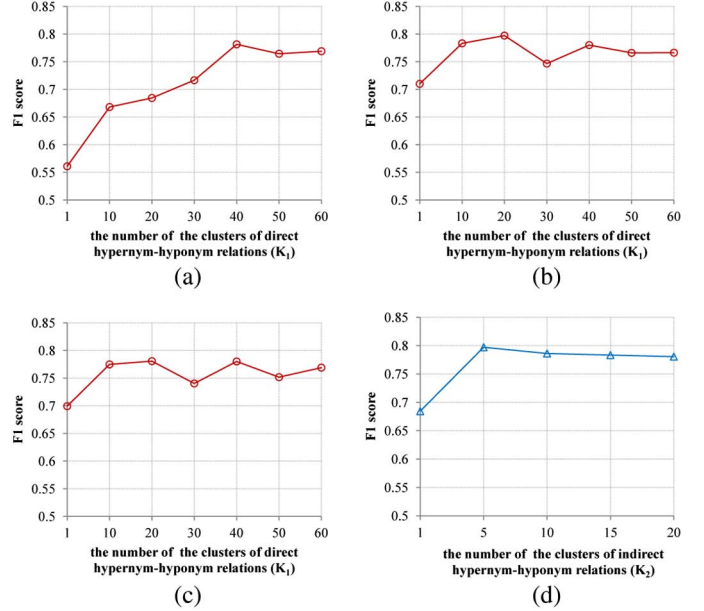 0.85
0.8
0.75
0.7
0.65
0.6
0.55
0.5
F1 score
1 10 20 30 40 50 60
the number of the clusters of direct
hypernym-hyponym relations (K₁)
(a)
0.85
0.8
0.75
0.7
0.65
0.6
0.55
0.5
F1 score
1 10 20 30 40 50 60
the number of the clusters of direct
hypernym-hyponym relations (K₁)
(b)
0.85
0.8
0.75
0.7
0.65
0.6
0.55
0.5
F1 score
1 10 20 30 40 50 60
the number of the clusters of direct
hypernym-hyponym relations (K₁)
(c)
0.85
0.8
0.75
0.7
0.65
0.6
0.55
0.5
F1 score
1 5 10 15 20
the number of the clusters of indirect
hypernym-hyponym relations (K₂)
(d)